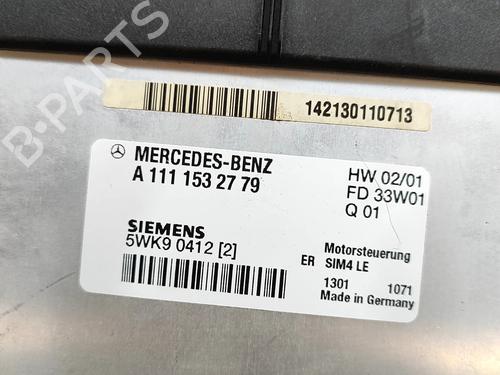 B-PARTS
142130110713
MERCEDES-BENZ
A 111 153 27 79
HW 02/01
FD 33W01
Q 01
SIEMENS
5WK9 0412 [2]
Motorsteuerung
ER SIM4 LE
1301 1071
Made in Germany